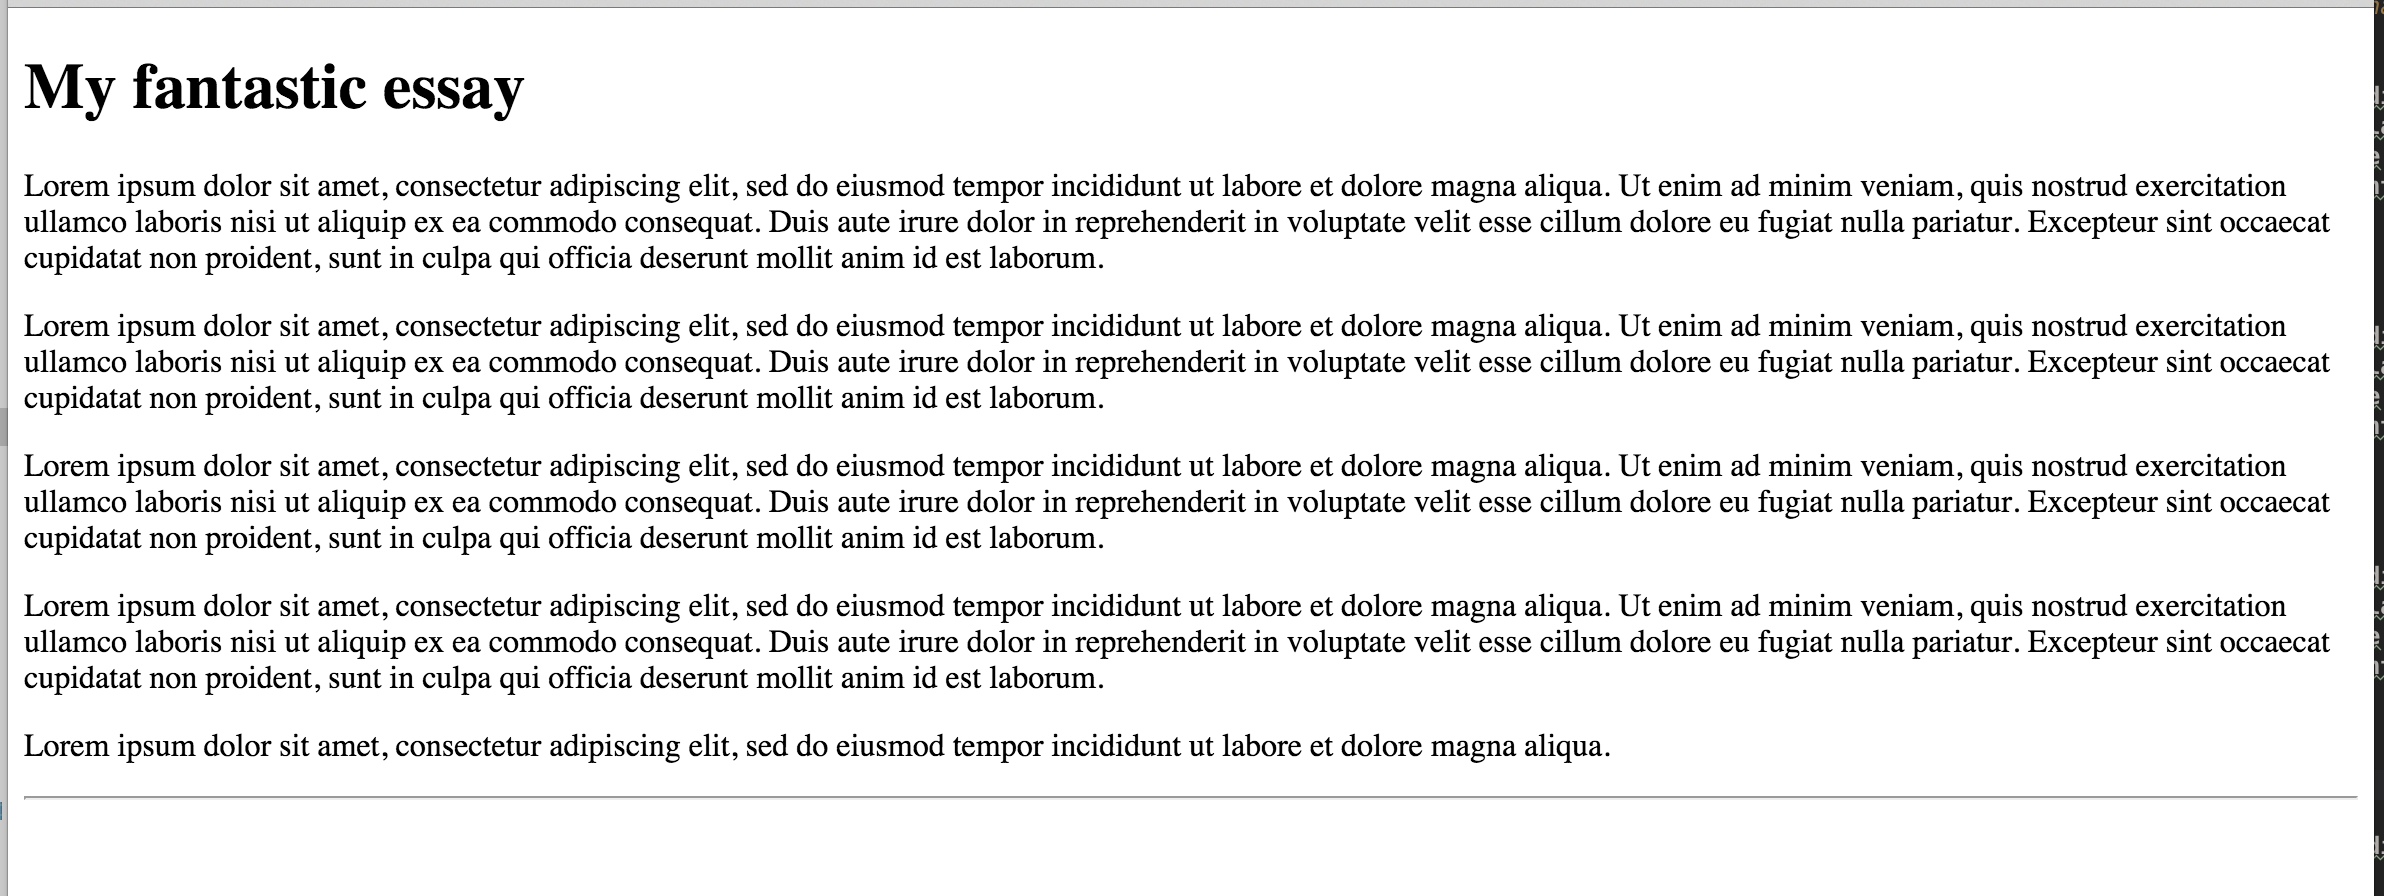 My fantastic essay
Lorem ipsum dolor sit amet, consectetur adipiscing elit, sed do eiusmod tempor incididunt ut labore et dolore magna aliqua. Ut enim ad minim veniam, quis nostrud exercitation
ullamco laboris nisi ut aliquip ex ea commodo consequat. Duis aute irure dolor in reprehenderit in voluptate velit esse cillum dolore eu fugiat nulla pariatur. Excepteur sint occaecat
cupidatat non proident, sunt in culpa qui officia deserunt mollit anim id est laborum.
Lorem ipsum dolor sit amet, consectetur adipiscing elit, sed do eiusmod tempor incididunt ut labore et dolore magna aliqua. Ut enim ad minim veniam, quis nostrud exercitation
ullamco laboris nisi ut aliquip ex ea commodo consequat. Duis aute irure dolor in reprehenderit in voluptate velit esse cillum dolore eu fugiat nulla pariatur. Excepteur sint occaecat
cupidatat non proident, sunt in culpa qui officia deserunt mollit anim id est laborum.
Lorem ipsum dolor sit amet, consectetur adipiscing elit, sed do eiusmod tempor incididunt ut labore et dolore magna aliqua. Ut enim ad minim veniam, quis nostrud exercitation
ullamco laboris nisi ut aliquip ex ea commodo consequat. Duis aute irure dolor in reprehenderit in voluptate velit esse cillum dolore eu fugiat nulla pariatur. Excepteur sint occaecat
cupidatat non proident, sunt in culpa qui officia deserunt mollit anim id est laborum.
Lorem ipsum dolor sit amet, consectetur adipiscing elit, sed do eiusmod tempor incididunt ut labore et dolore magna aliqua. Ut enim ad minim veniam, quis nostrud exercitation
ullamco laboris nisi ut aliquip ex ea commodo consequat. Duis aute irure dolor in reprehenderit in voluptate velit esse cillum dolore eu fugiat nulla pariatur. Excepteur sint occaecat
cupidatat non proident, sunt in culpa qui officia deserunt mollit anim id est laborum.
Lorem ipsum dolor sit amet, consectetur adipiscing elit, sed do eiusmod tempor incididunt ut labore et dolore magna aliqua.